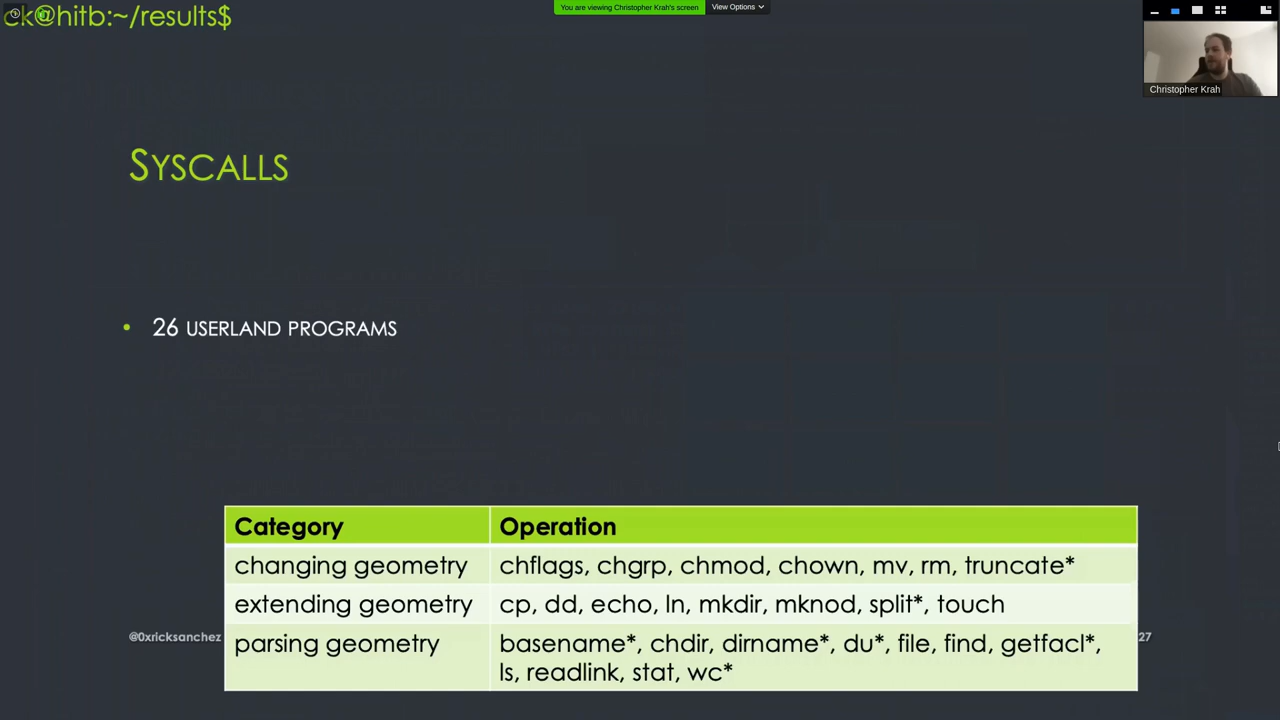 ck@hitb:~/results$
You are viewing Christopher Krah's screen
View Options
Christopher Krah
SYSCALLS
• 26 USERLAND PROGRAMS
Category Operation
changing geometry chflags, chgrp, chmod, chown, mv, rm, truncate*
extending geometry cp, dd, echo, ln, mkdir, mknod, split*, touch
parsing geometry basename*, chdir, dirname*, du*, file, find, getfacl*,
ls, readlink, stat, wc*
@0xricksanchez
27